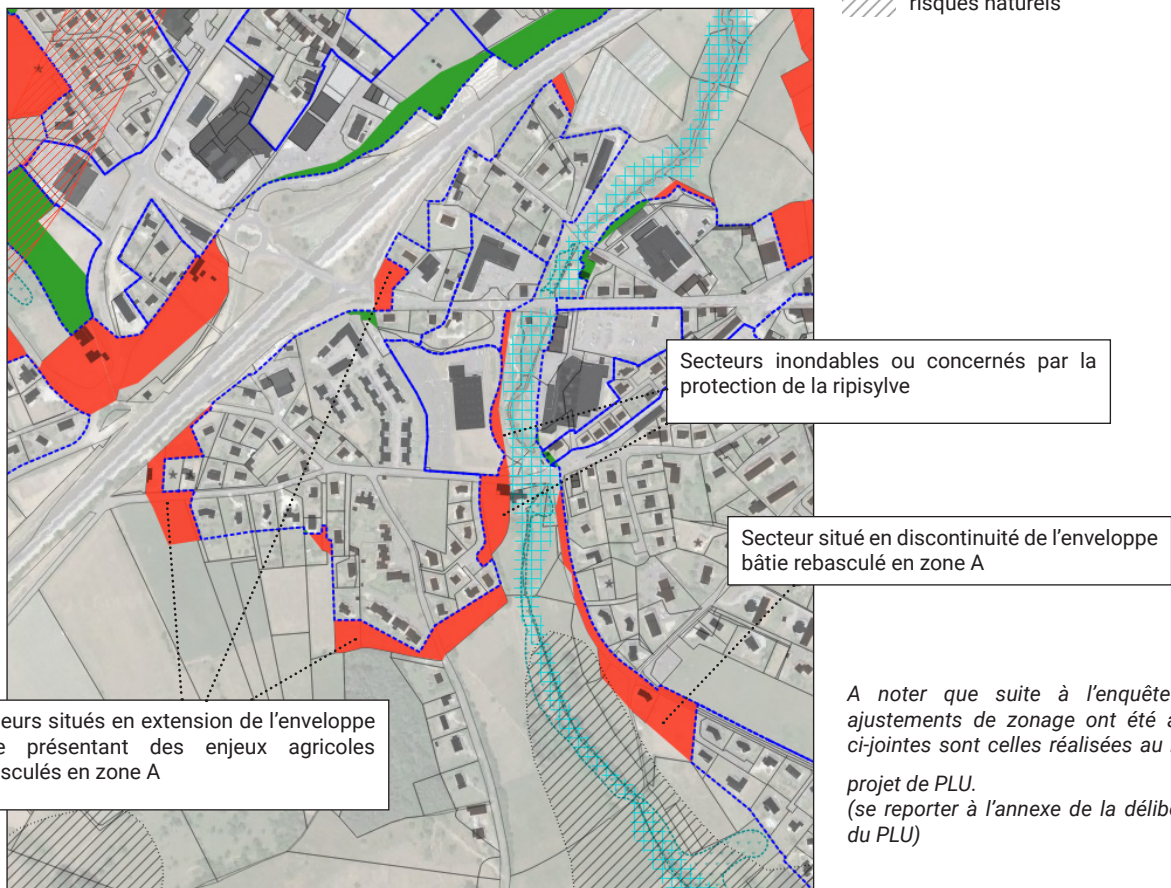 risques naturels
Secteurs inondables ou concernés par la
protection de la ripisylve
Secteur situé en discontinuité de l'enveloppe
bâtie rebasculé en zone A
eurs situés en extension de l'enveloppe
e présentant des enjeux agricoles
sculés en zone A
A noter que suite à l'enquête
ajustements de zonage ont été a
ci-jointes sont celles réalisées au
projet de PLU.
(se reporter à l'annexe de la délibé
du PLU)